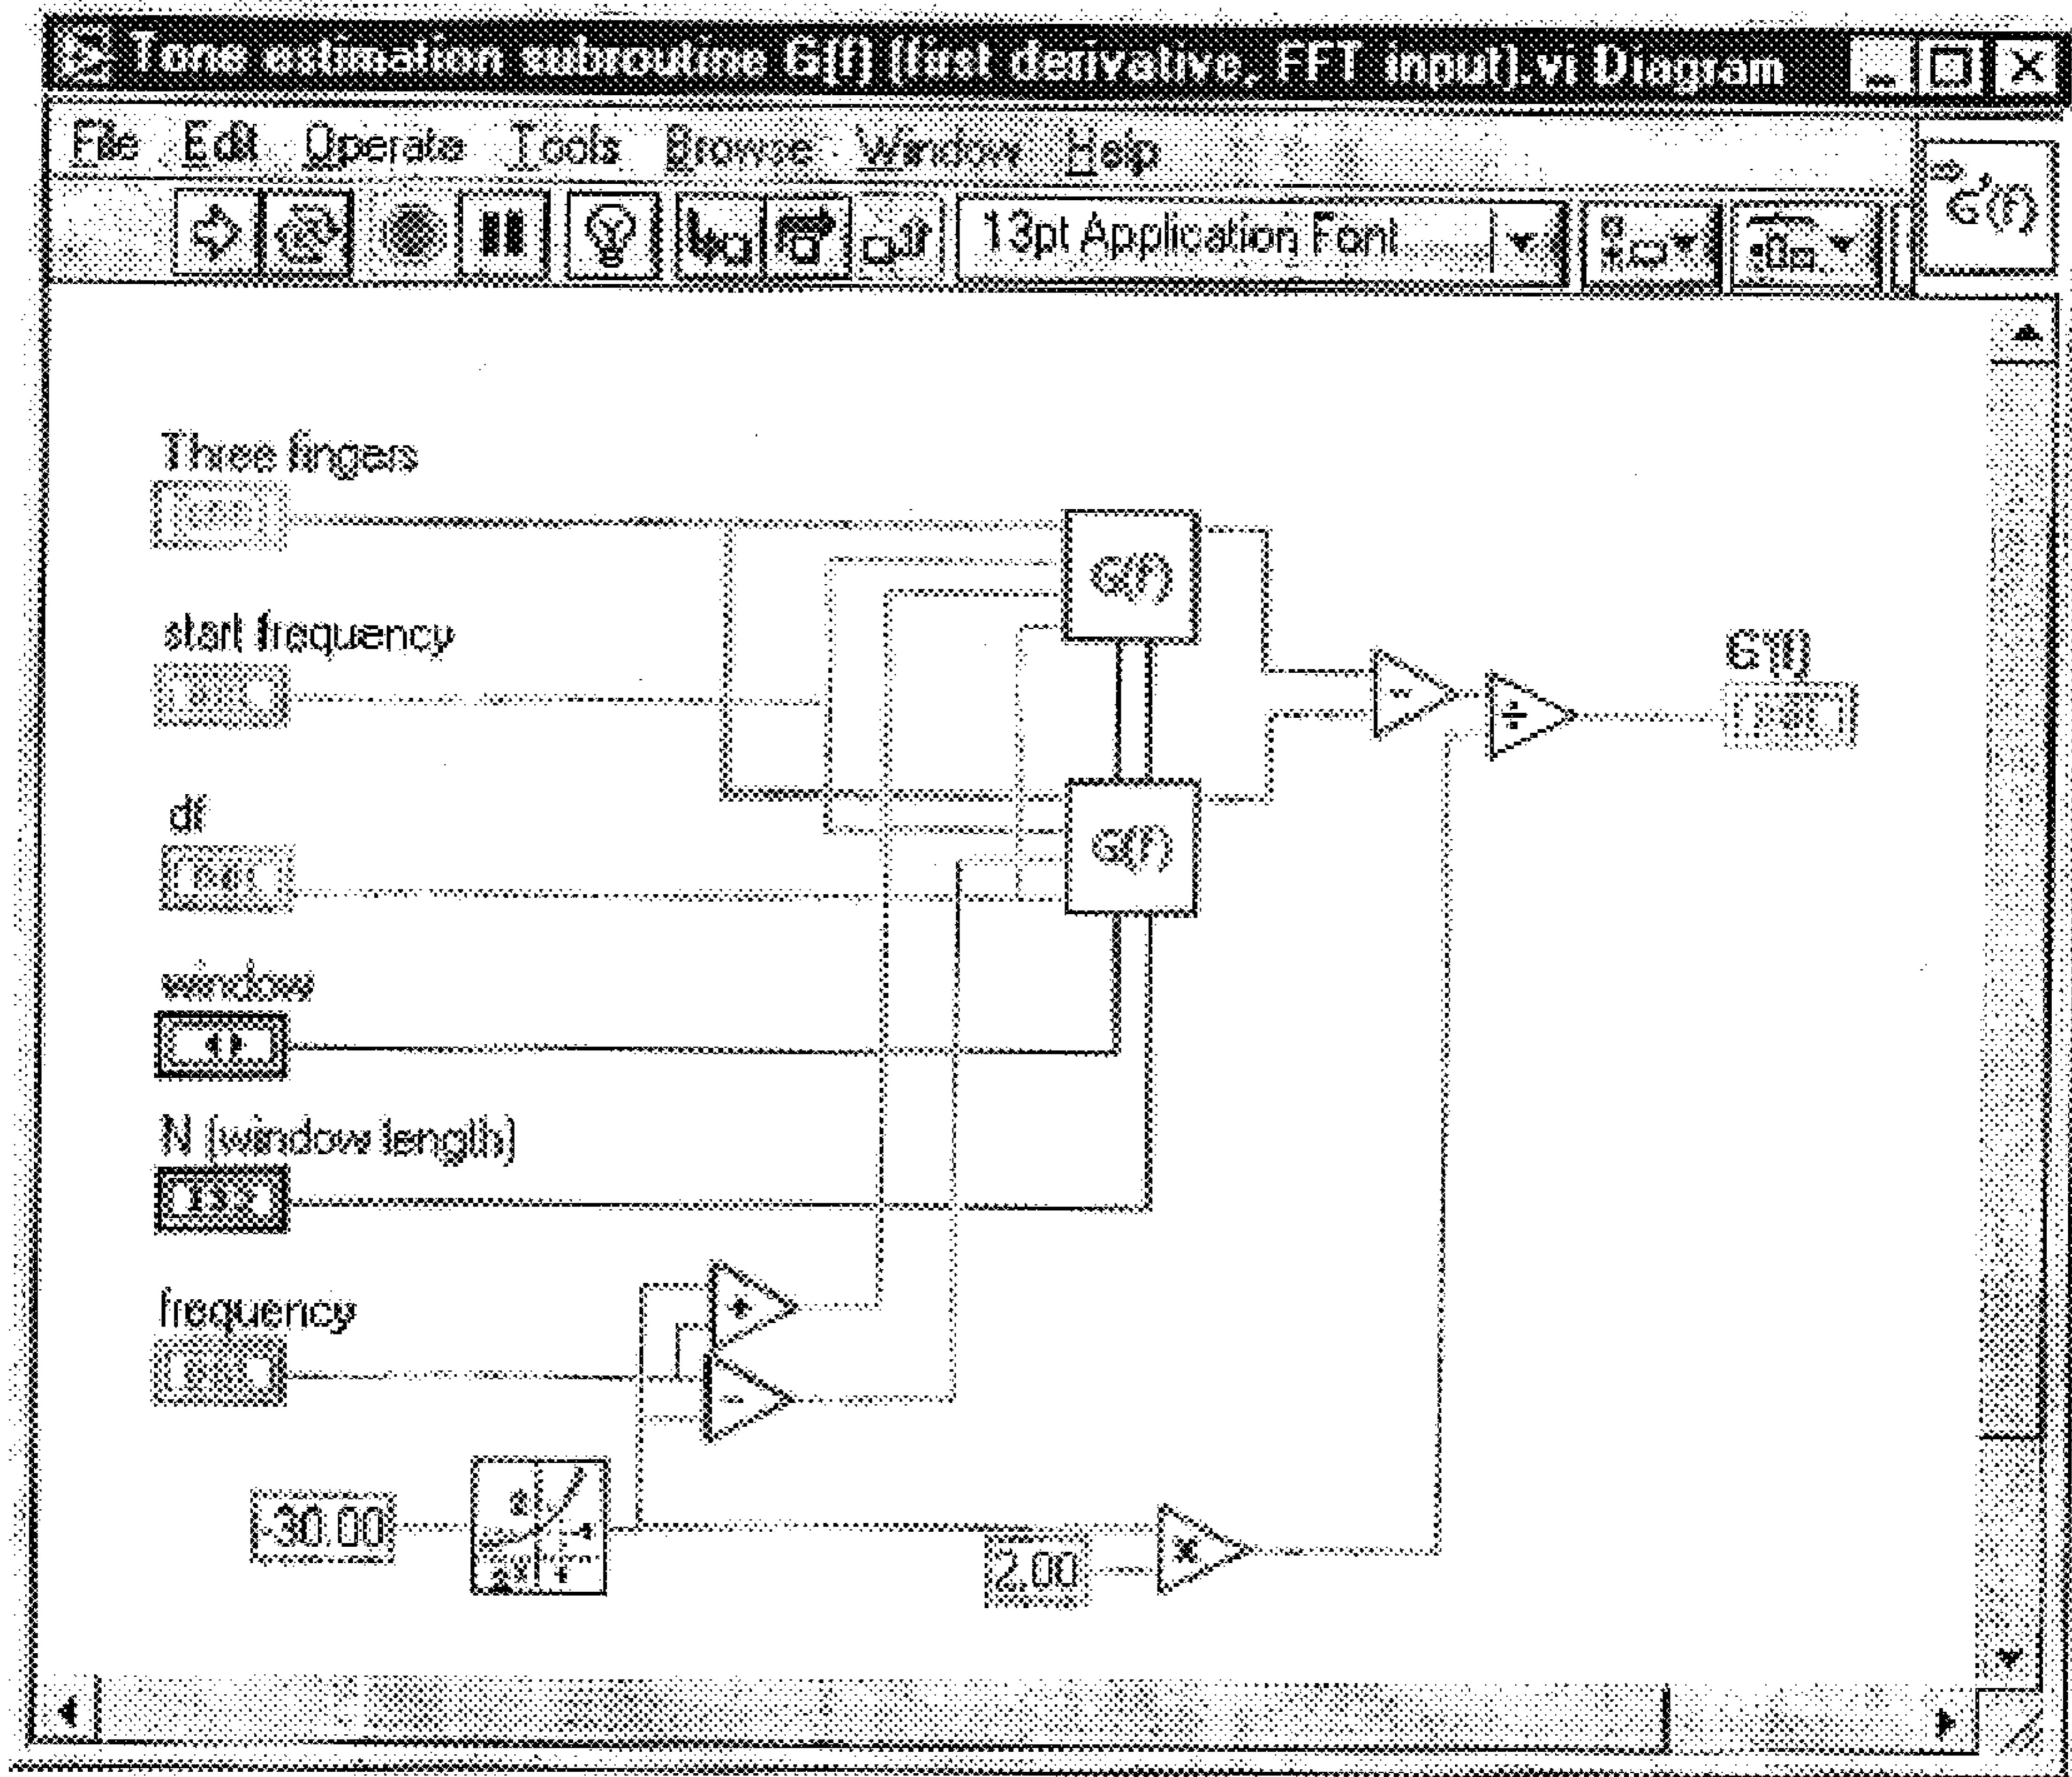 Tone estimation subroutine G(f) (first derivative, FFT input).vi Diagram
File Edit Operate Tools Browse Window Help
13pt Application Font
G'(f)
Three fingers
G(f)
start frequency
G'(f)
df
G(f)
window
N (window length)
frequency
-30.00
2.00